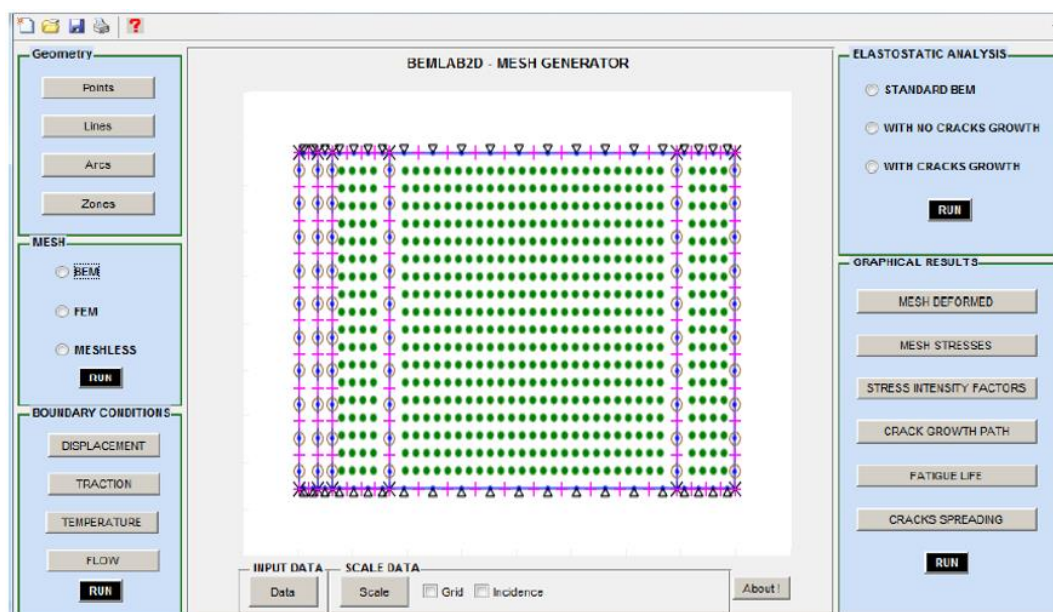 ?
Geometry
Points
Lines
Arcs
Zones
MESH
BEM
FEM
MESHLESS
RUN
BOUNDARY CONDITIONS
DISPLACEMENT
TRACTION
TEMPERATURE
FLOW
RUN
BEMLAB2D - MESH GENERATOR
INPUT DATA
Data
SCALE DATA
Scale
Grid
Incidence
About !
ELASTOSTATIC ANALYSIS
STANDARD BEM
WITH NO CRACKS GROWTH
WITH CRACKS GROWTH
RUN
GRAPHICAL RESULTS
MESH DEFORMED
MESH STRESSES
STRESS INTENSITY FACTORS
CRACK GROWTH PATH
FATIGUE LIFE
CRACKS SPREADING
RUN